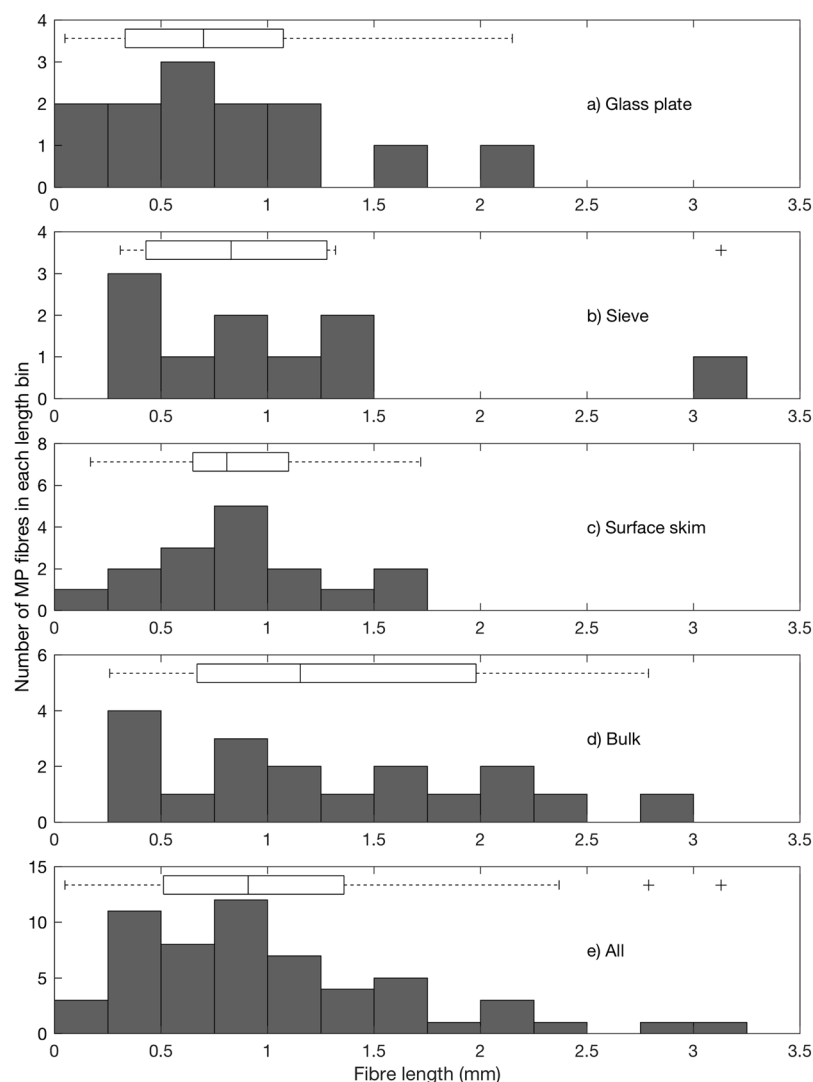 4
3
2
1
0
a) Glass plate
0 0.5 1 1.5 2 2.5 3 3.5
4
3
2
1
0
b) Sieve
0 0.5 1 1.5 2 2.5 3 3.5
8
6
4
2
0
c) Surface skim
0 0.5 1 1.5 2 2.5 3 3.5
Number of MP fibres in each length bin
6
4
2
0
d) Bulk
0 0.5 1 1.5 2 2.5 3 3.5
15
10
5
0
e) All
0 0.5 1 1.5 2 2.5 3 3.5
Fibre length (mm)